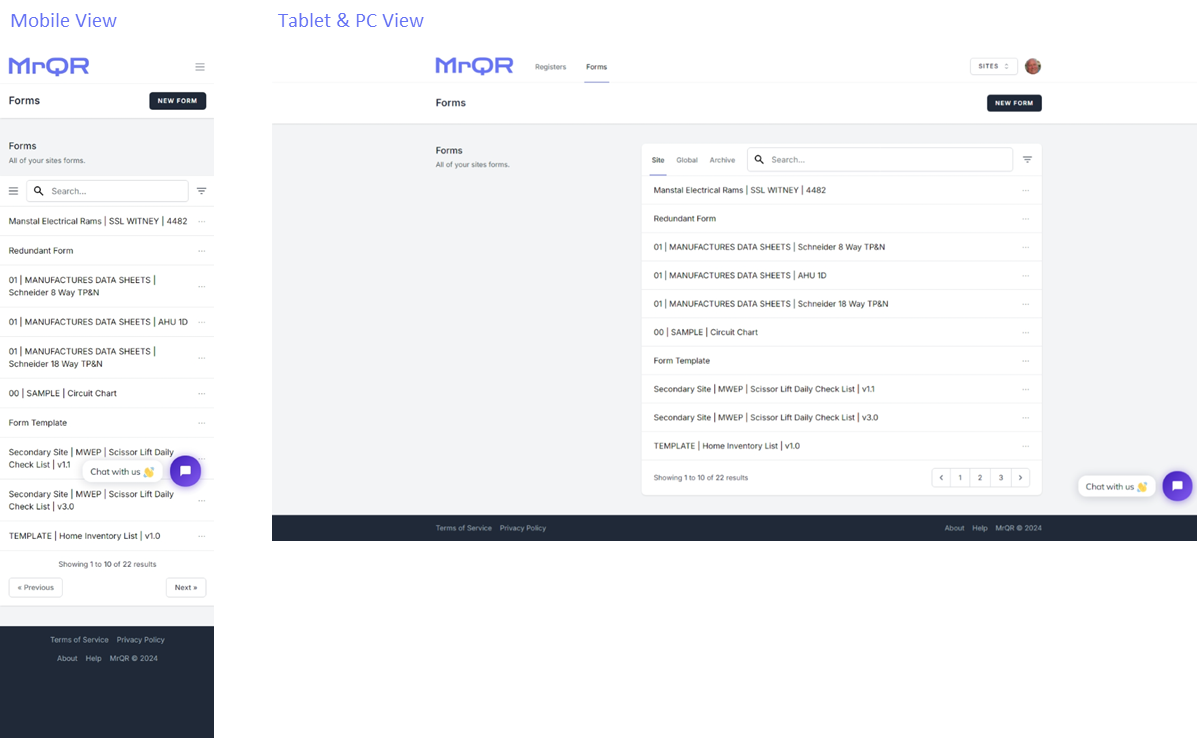 Mobile View
MrQR
Forms
NEW FORM
Forms
All of your sites forms.
Search...
Manstal Electrical Rams | SSL WITNEY | 4482
Redundant Form
01 | MANUFACTURES DATA SHEETS |
Schneider 8 Way TP&N
01 | MANUFACTURES DATA SHEETS | AHU 1D
01 | MANUFACTURES DATA SHEETS |
Schneider 18 Way TP&N
00 | SAMPLE | Circuit Chart
Form Template
Secondary Site | MWEP | Scissor Lift Daily
Check List | v1.1
Chat with us 👋
Secondary Site | MWEP | Scissor Lift Daily
Check List | v3.0
TEMPLATE | Home Inventory List | v1.0
Showing 1 to 10 of 22 results
« Previous
Next »
Terms of Service Privacy Policy
About Help MrQR © 2024
Tablet & PC View
MrQR
Registers
Forms
SITES
Forms
NEW FORM
Forms
All of your sites forms.
Site Global Archive
Search...
Manstal Electrical Rams | SSL WITNEY | 4482
Redundant Form
01 | MANUFACTURES DATA SHEETS | Schneider 8 Way TP&N
01 | MANUFACTURES DATA SHEETS | AHU 1D
01 | MANUFACTURES DATA SHEETS | Schneider 18 Way TP&N
00 | SAMPLE | Circuit Chart
Form Template
Secondary Site | MWEP | Scissor Lift Daily Check List | v1.1
Secondary Site | MWEP | Scissor Lift Daily Check List | v3.0
TEMPLATE | Home Inventory List | v1.0
Showing 1 to 10 of 22 results
1 2 3
Chat with us 👋
Terms of Service Privacy Policy
About Help MrQR © 2024